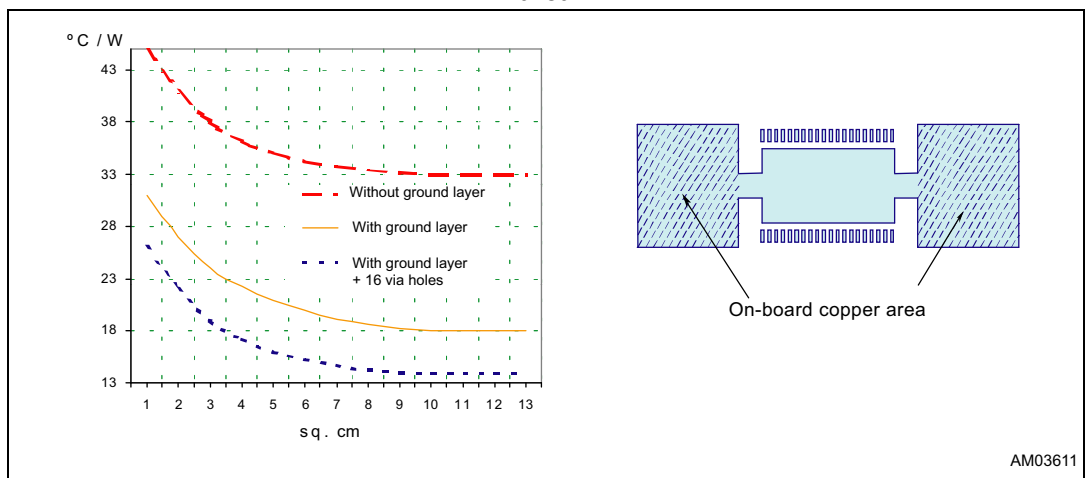 º C / W
43
38
33
28
23
18
13
1 2 3 4 5 6 7 8 9 10 11 12 13
sq. cm
Without ground layer
With ground layer
With ground layer
+ 16 via holes
On-board copper area
AM03611